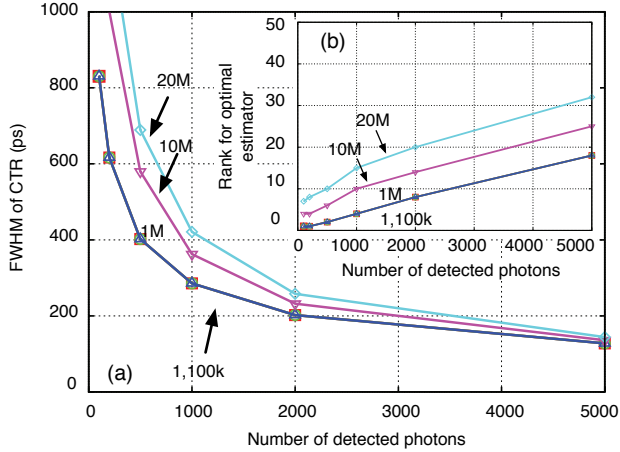 1000
800
600
400
200
0
FWHM of CTR (ps)
20M
10M
1M
1,100k
(a)
0 1000 2000 3000 4000 5000
Number of detected photons
(b)
50
40
30
20
10
0
Rank for optimal
estimator
20M
10M
1M
1,100k
0 1000 2000 3000 4000 5000
Number of detected photons